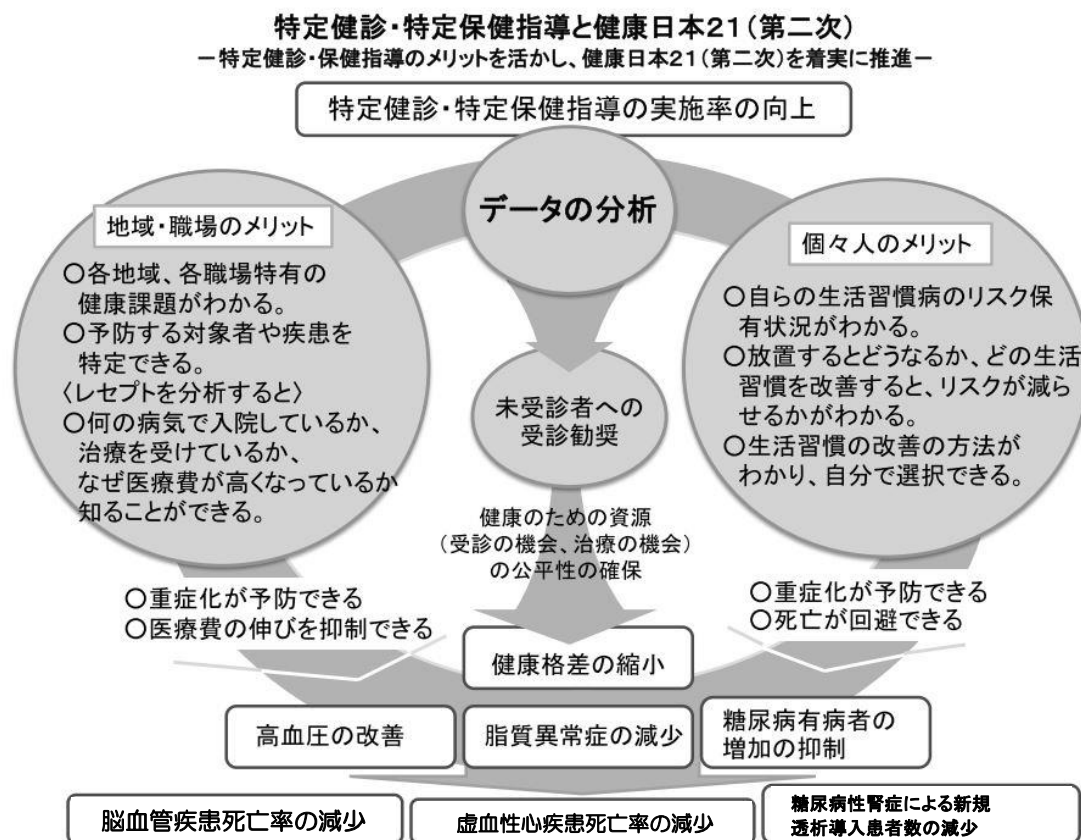 特定健診・特定保健指導と健康日本21(第二次)
－特定健診・保健指導のメリットを活かし、健康日本21(第二次)を着実に推進－
特定健診・特定保健指導の実施率の向上
データの分析
地域・職場のメリット
○各地域、各職場特有の
健康課題がわかる。
○予防する対象者や疾患を
特定できる。
〈レセプトを分析すると〉
○何の病気で入院しているか、
治療を受けているか、
なぜ医療費が高くなっているか
知ることができる。
個々人のメリット
○自らの生活習慣病のリスク保
有状況がわかる。
○放置するとどうなるか、どの生活
習慣を改善すると、リスクが減ら
せるかがわかる。
○生活習慣の改善の方法が
わかり、自分で選択できる。
未受診者への
受診勧奨
健康のための資源
(受診の機会、治療の機会)
の公平性の確保
○重症化が予防できる
○医療費の伸びを抑制できる
○重症化が予防できる
○死亡が回避できる
健康格差の縮小
高血圧の改善
脂質異常症の減少
糖尿病有病者の
増加の抑制
脳血管疾患死亡率の減少
虚血性心疾患死亡率の減少
糖尿病性腎症による新規
透析導入患者数の減少